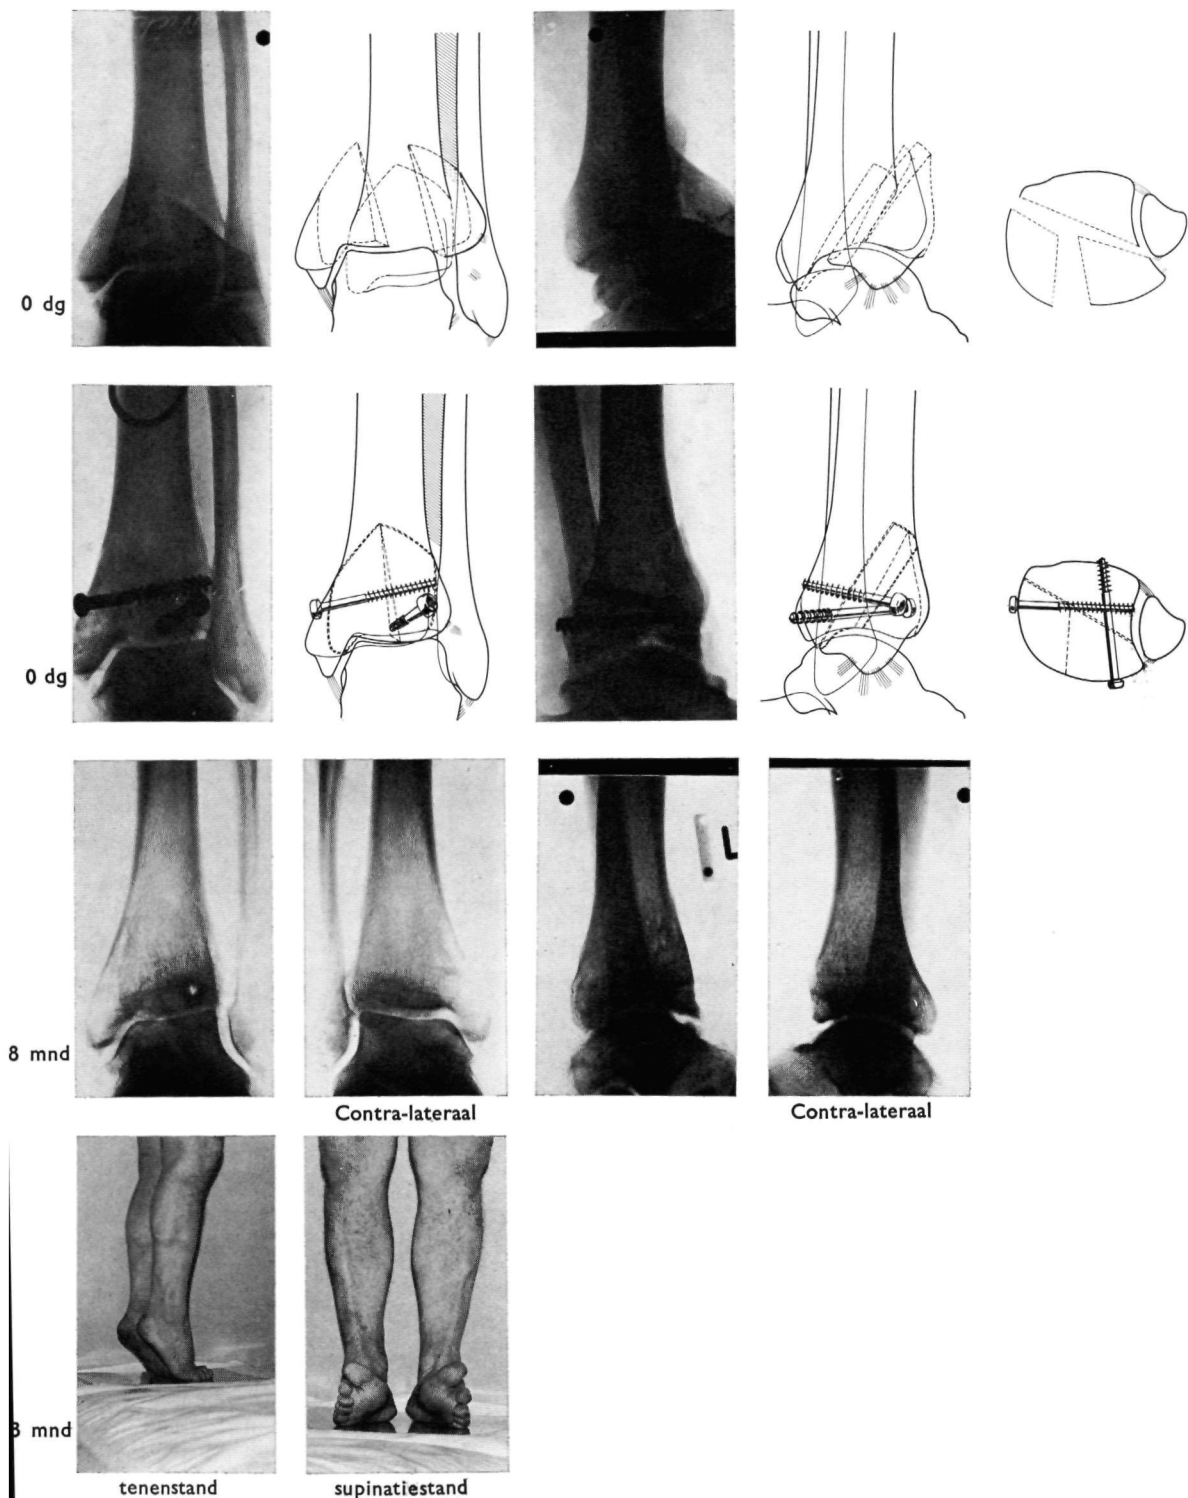 0 dg
0 dg
L
8 mnd
Contra-lateraal
Contra-lateraal
mnd
tenenstand
supinatiestand